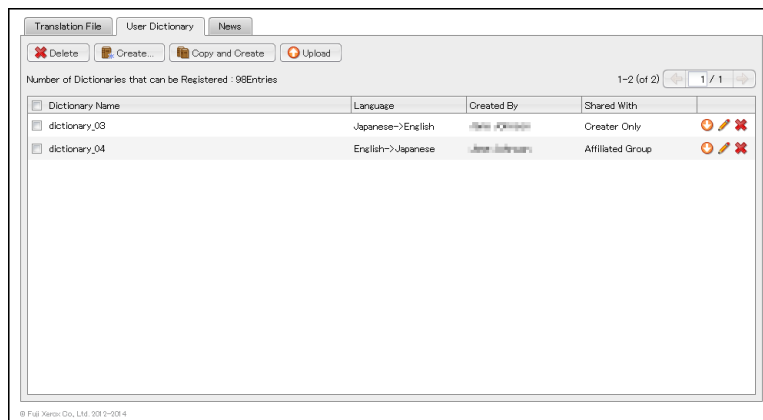 Translation File User Dictionary News
Delete Create... Copy and Create Upload
Number of Dictionaries that can be Registered : 98Entries 1-2 (of 2) 1 / 1
Dictionary Name Language Created By Shared With
dictionary_03 Japanese->English Creater Only
dictionary_04 English->Japanese Affiliated Group
© Fuji Xerox Co., Ltd. 2012-2014